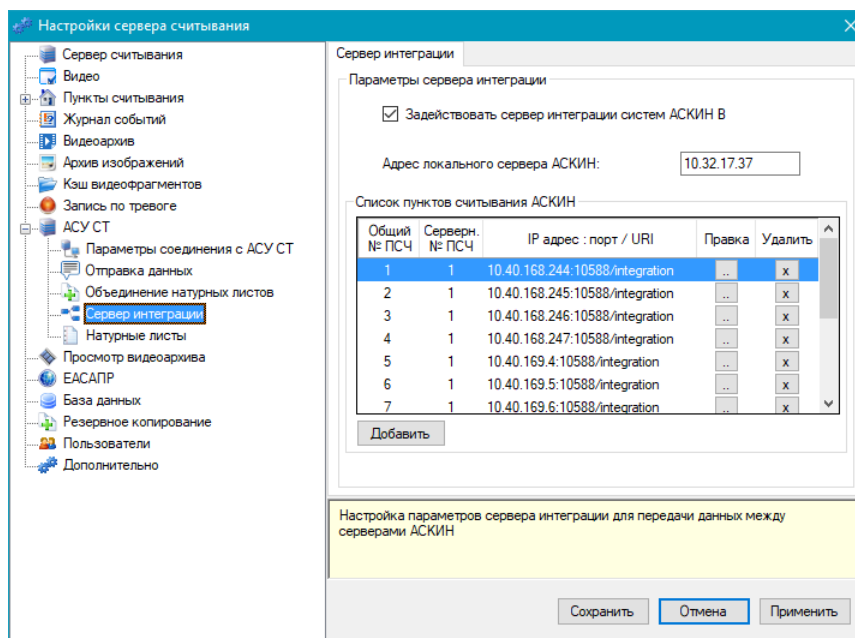 Настройки сервера считывания
Сервер считывания
Видео
Пункты считывания
Журнал событий
Видеоархив
Архив изображений
Кэш видеофрагментов
Запись по тревоге
АСУ СТ
Параметры соединения с АСУ СТ
Отправка данных
Объединение натурных листов
Сервер интеграции
Натурные листы
Просмотр видеоархива
ЕАСАПР
База данных
Резервное копирование
Пользователи
Дополнительно
Сервер интеграции
Параметры сервера интеграции
Задействовать сервер интеграции систем АСКИН В
Адрес локального сервера АСКИН: 10.32.17.37
Список пунктов считывания АСКИН
Общий № ПСЧ Серверн. № ПСЧ IP адрес : порт / URI Правка Удалить
1 1 10.40.168.244:10588/integration .. x
2 1 10.40.168.245:10588/integration .. x
3 1 10.40.168.246:10588/integration .. x
4 1 10.40.168.247:10588/integration .. x
5 1 10.40.169.4:10588/integration .. x
6 1 10.40.169.5:10588/integration .. x
7 1 10.40.169.6:10588/integration .. x
Добавить
Настройка параметров сервера интеграции для передачи данных между
серверами АСКИН
Сохранить Отмена Применить